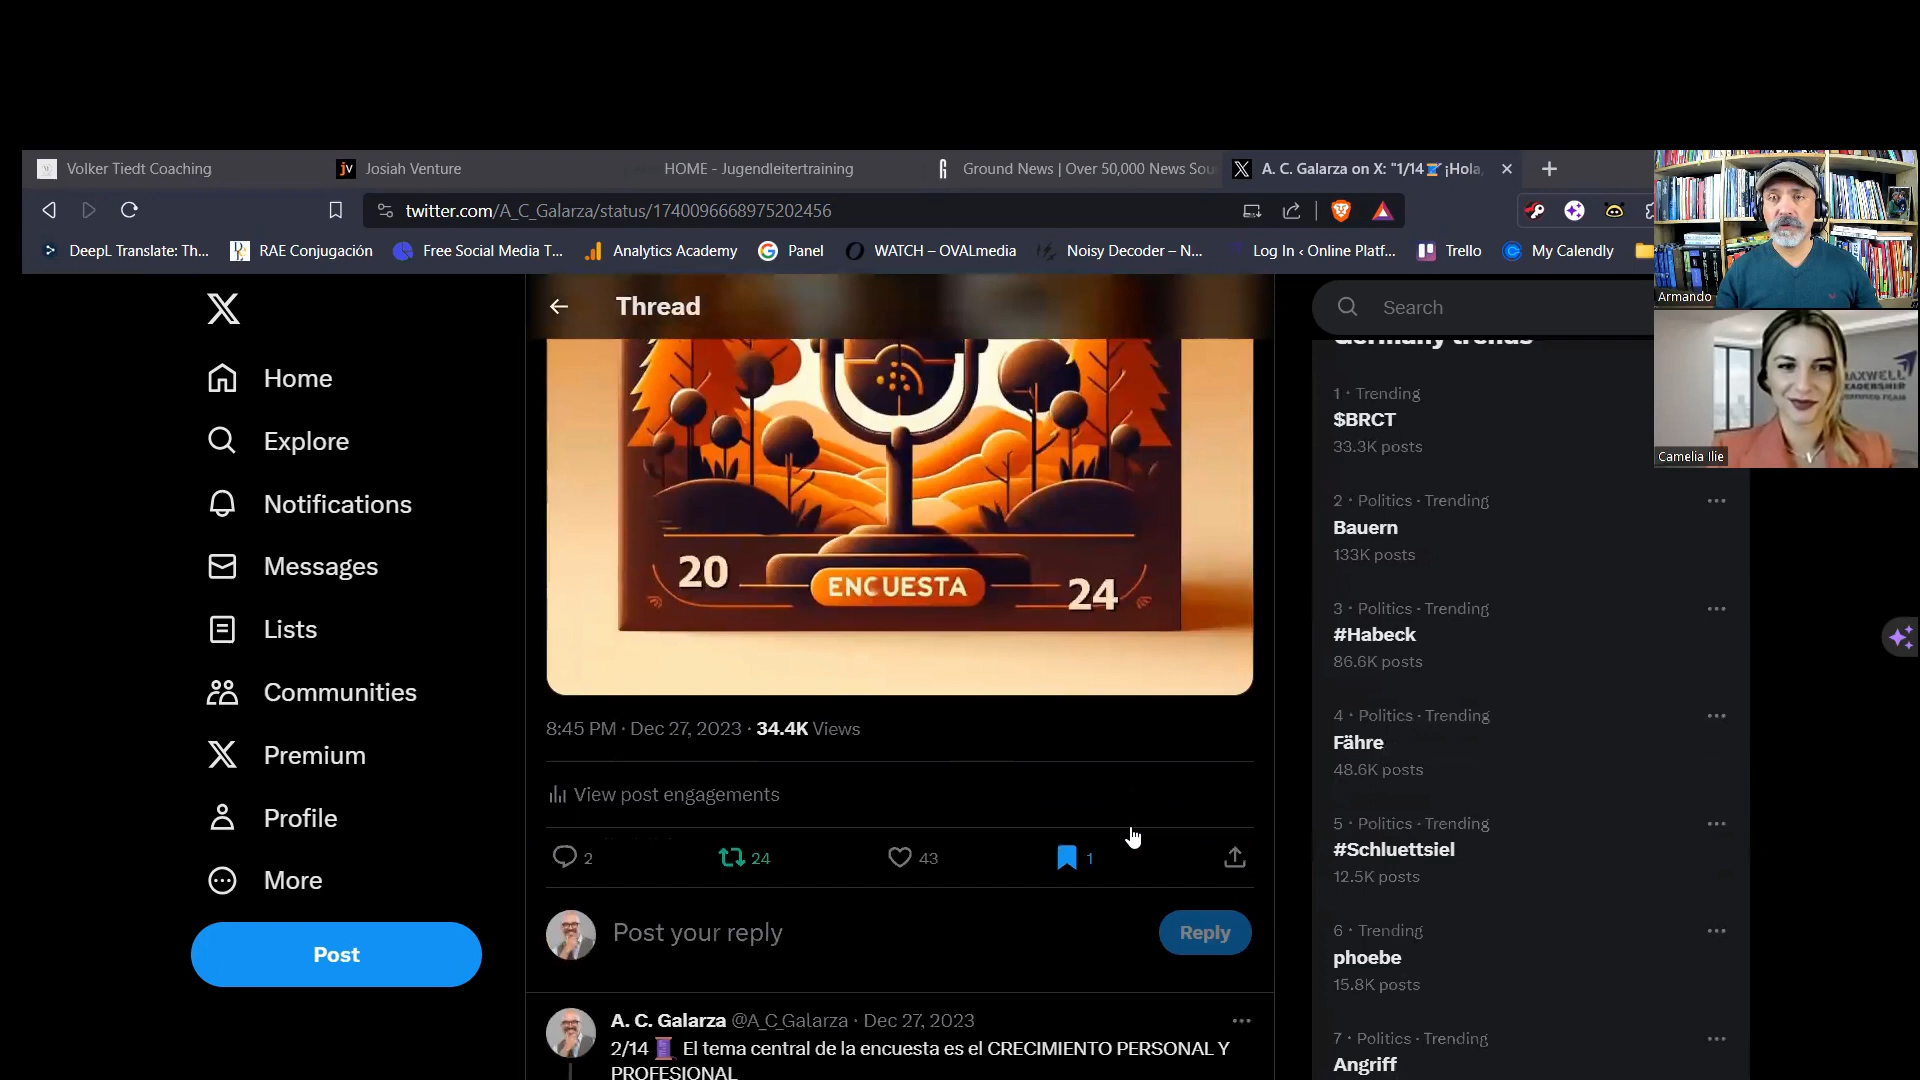 Volker Tiedt Coaching
jv Josiah Venture
HOME - Jugendleitertraining
Ground News | Over 50,000 News Sou
A. C. Galarza on X: "1/14 ¡Hola,
twitter.com/A_C_Galarza/status/1740096668975202456
DeepL Translate: Th...
RAE Conjugación
Free Social Media T...
Analytics Academy
Panel
WATCH – OVALmedia
Noisy Decoder – N...
Log In ‹ Online Platf...
Trello
My Calendly
Armando
MAXWELL
LEADERSHIP
CERTIFIED TEAM
Camelia Ilie
Home
Explore
Notifications
Messages
Lists
Communities
Premium
Profile
More
Post
Thread
20
ENCUESTA
24
8:45 PM · Dec 27, 2023 · 34.4K Views
View post engagements
2
24
43
1
Post your reply
Reply
A. C. Galarza @A_C_Galarza · Dec 27, 2023
2/14 El tema central de la encuesta es el CRECIMIENTO PERSONAL Y
PROFESIONAL
Search
Germany trends
1 · Trending
$BRCT
33.3K posts
2 · Politics · Trending
Bauern
133K posts
3 · Politics · Trending
#Habeck
86.6K posts
4 · Politics · Trending
Fähre
48.6K posts
5 · Politics · Trending
#Schluettsiel
12.5K posts
6 · Trending
phoebe
15.8K posts
7 · Politics · Trending
Angriff